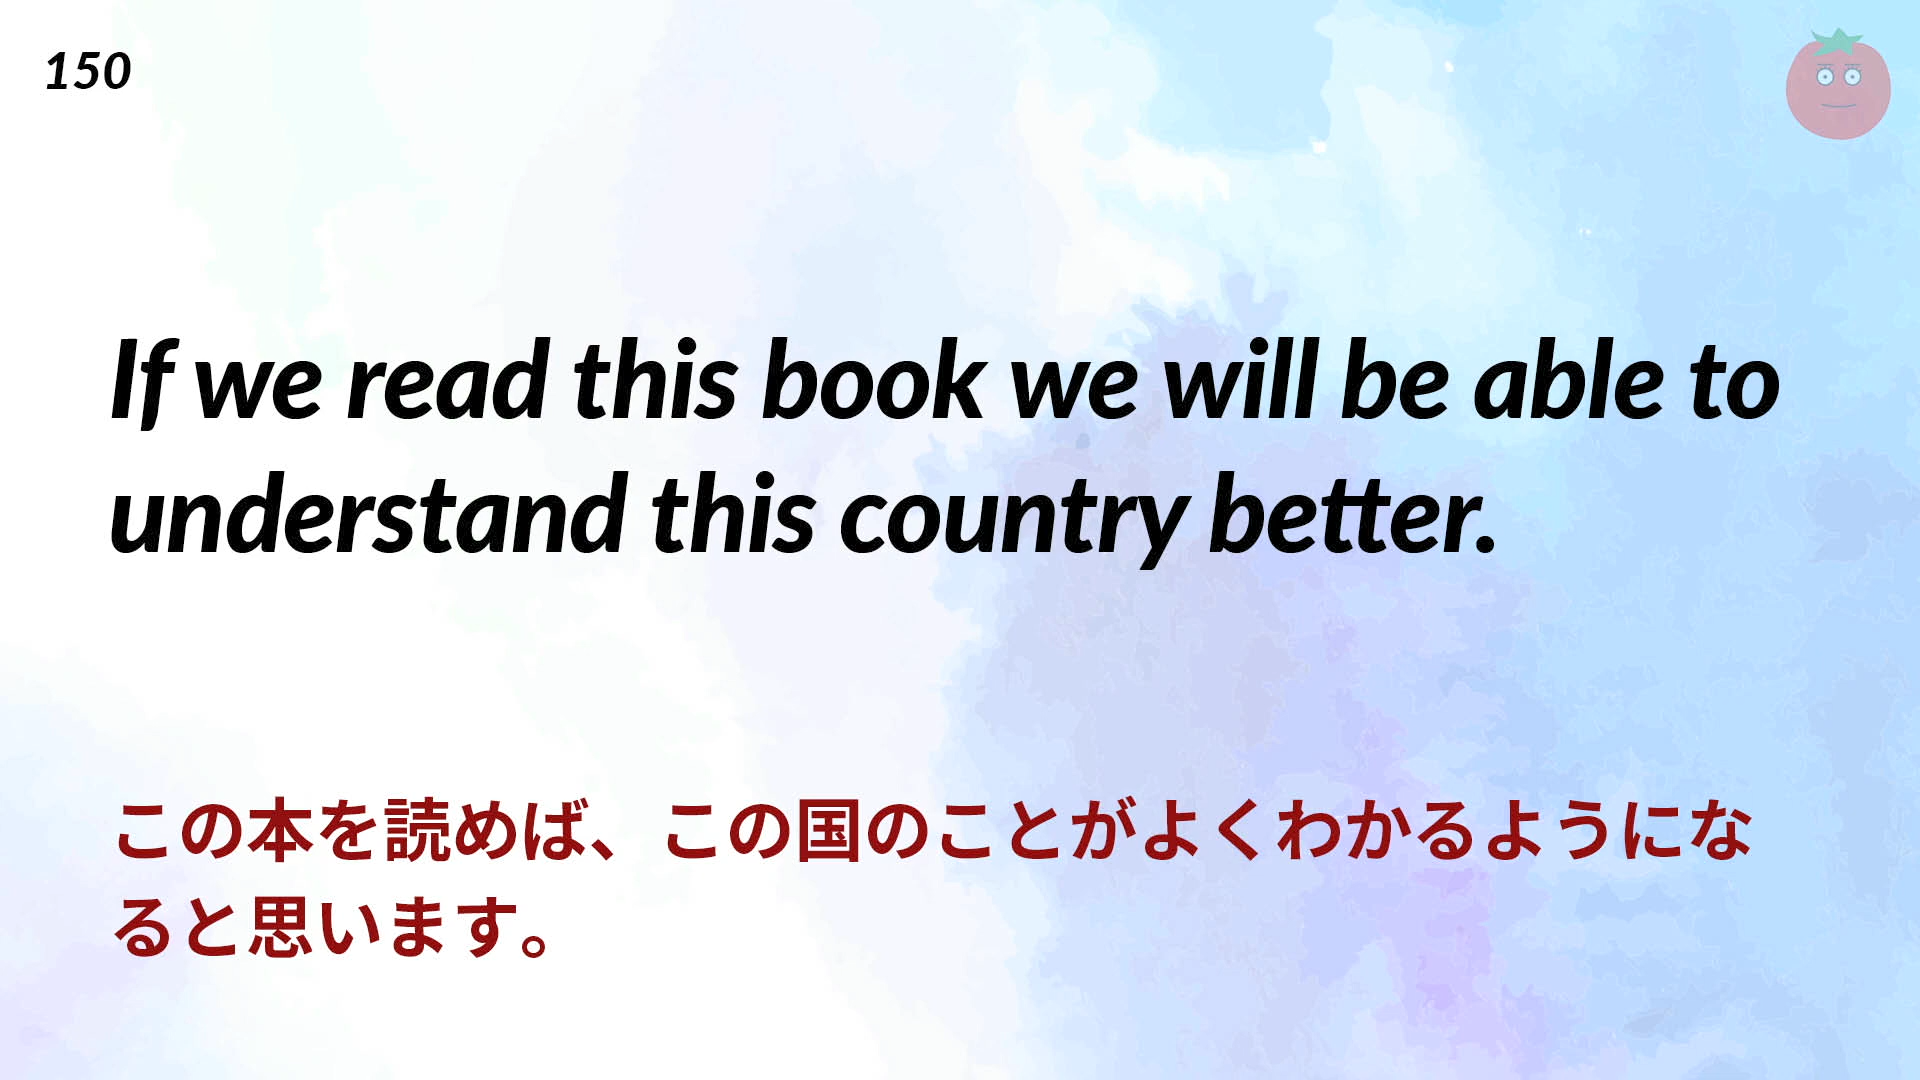 150
If we read this book we will be able to
understand this country better.
この本を読めば、この国のことがよくわかるようにな
ると思います。